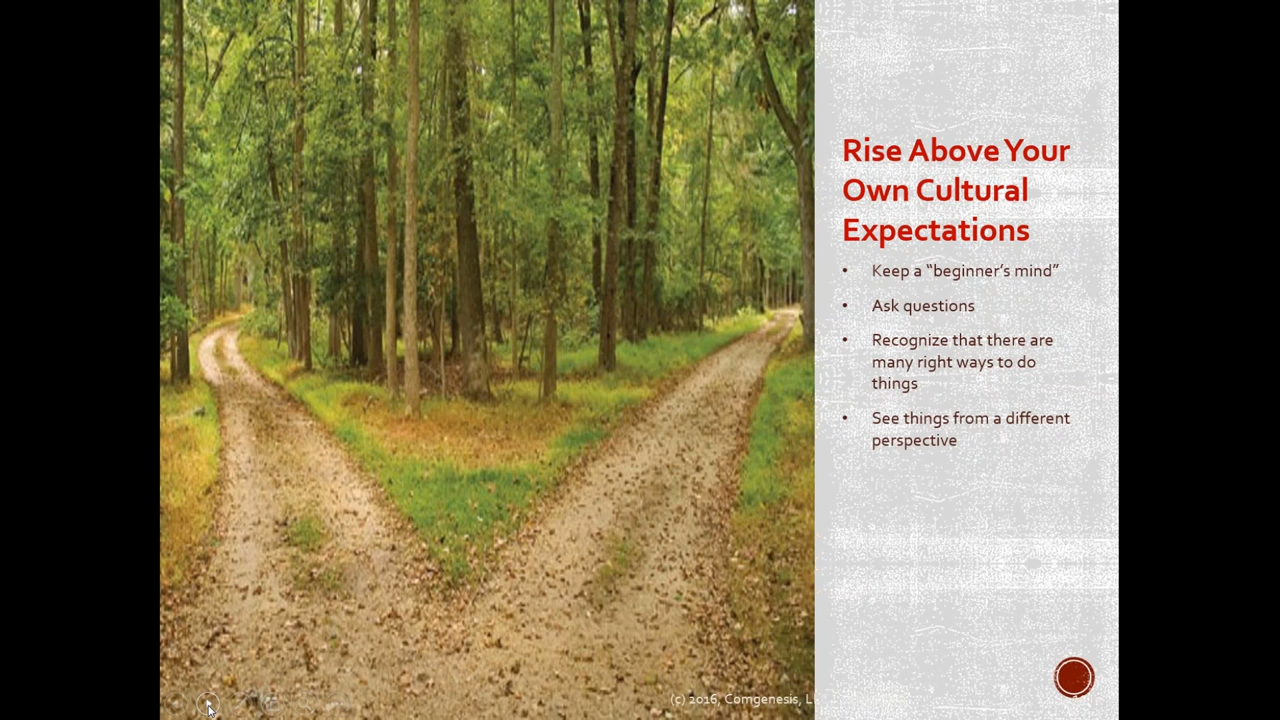 Rise Above Your
Own Cultural
Expectations
• Keep a “beginner’s mind”
• Ask questions
• Recognize that there are
many right ways to do
things
• See things from a different
perspective
(c) 2016, Comgenesis,